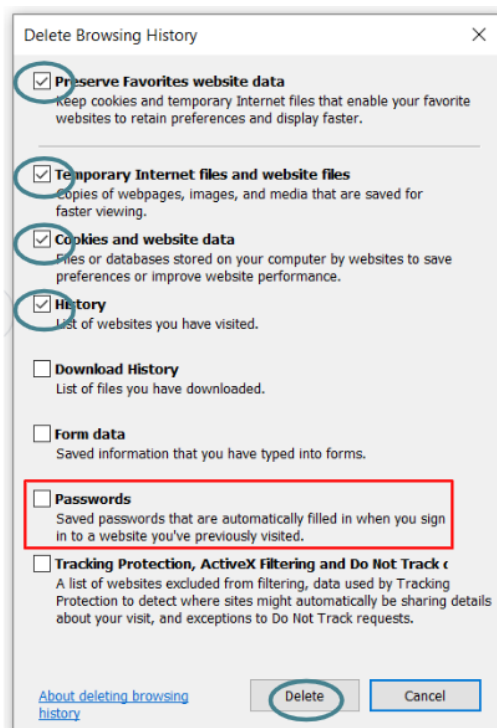 Delete Browsing History
Preserve Favorites website data
Keep cookies and temporary Internet files that enable your favorite
websites to retain preferences and display faster.
Temporary Internet files and website files
Copies of webpages, images, and media that are saved for
faster viewing.
Cookies and website data
Files or databases stored on your computer by websites to save
preferences or improve website performance.
History
List of websites you have visited.
Download History
List of files you have downloaded.
Form data
Saved information that you have typed into forms.
Passwords
Saved passwords that are automatically filled in when you sign
in to a website you've previously visited.
Tracking Protection, ActiveX Filtering and Do Not Track
A list of websites excluded from filtering, data used by Tracking
Protection to detect where sites might automatically be sharing details
about your visit, and exceptions to Do Not Track requests.
About deleting browsing
history
Delete
Cancel